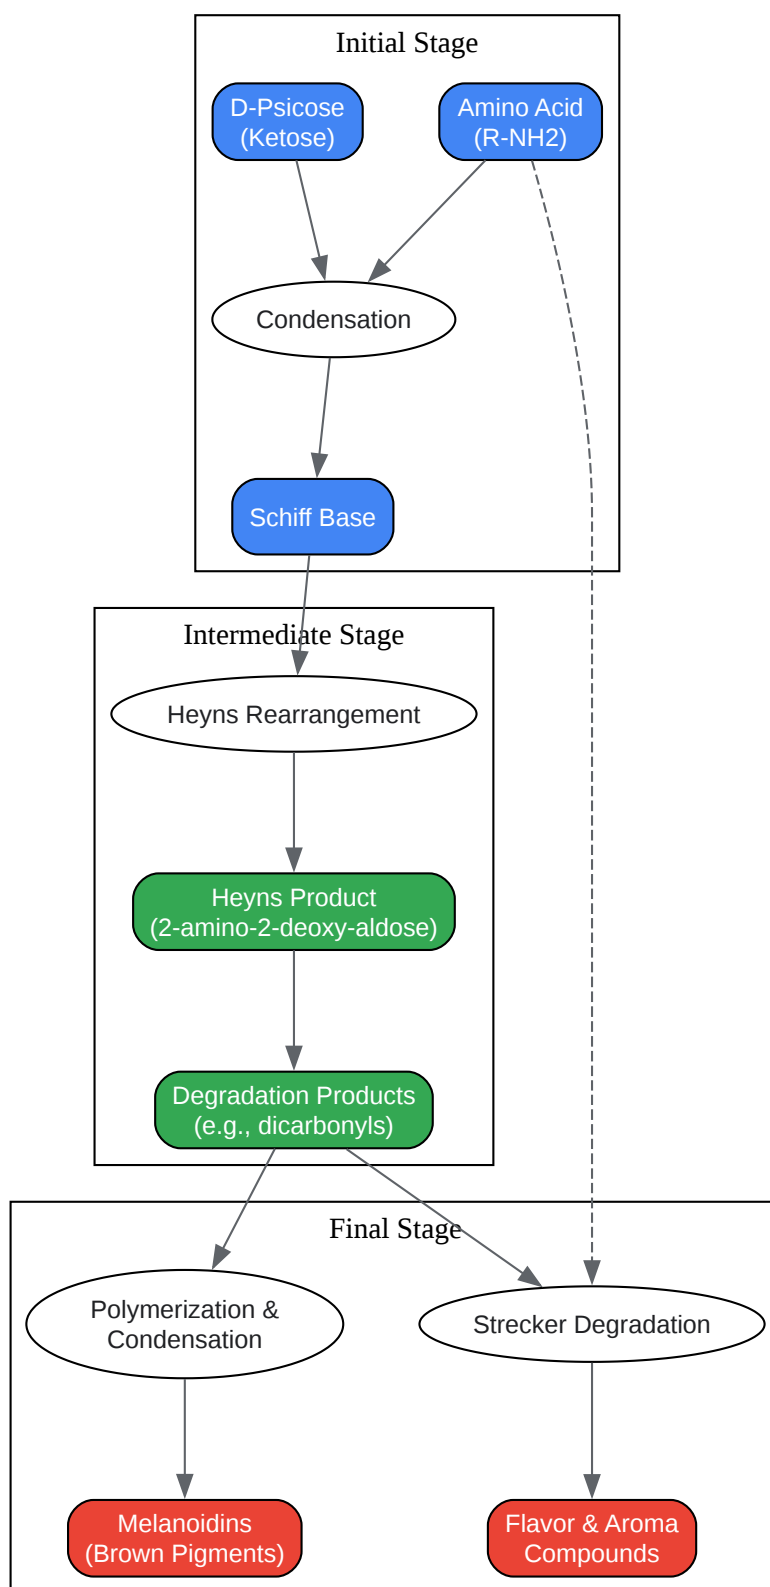 Initial Stage
D-Psicose
(Ketose)
Amino Acid
(R-NH2)
Condensation
Schiff Base
Intermediate Stage
Heyns Rearrangement
Heyns Product
(2-amino-2-deoxy-aldose)
Degradation Products
(e.g., dicarbonyls)
Final Stage
Polymerization &
Condensation
Strecker Degradation
Melanoidins
(Brown Pigments)
Flavor & Aroma
Compounds